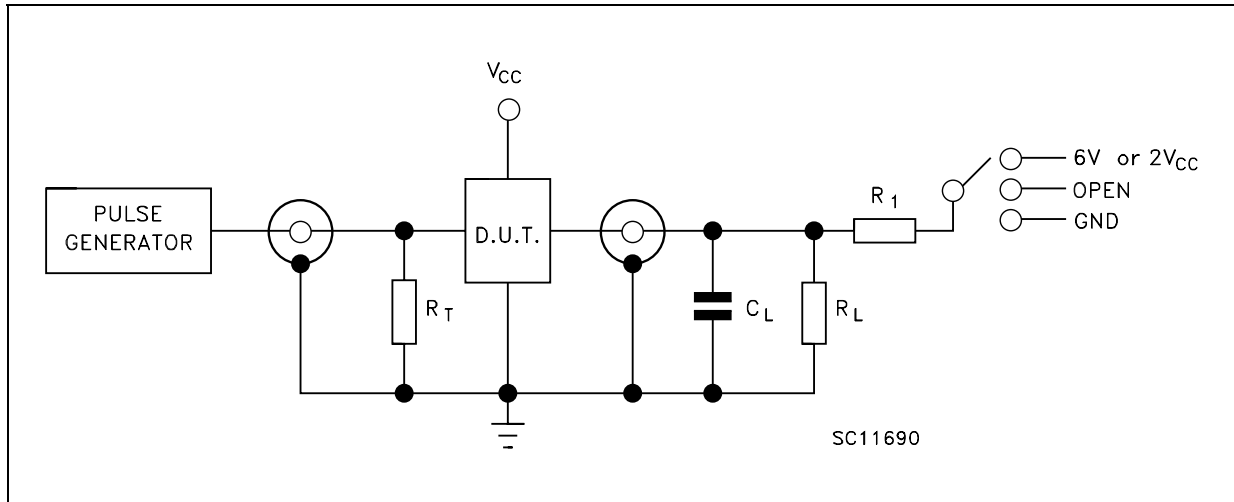 VCC
6V or 2VCC
OPEN
GND
R1
PULSE
GENERATOR
D.U.T.
RT
CL
RL
SC11690